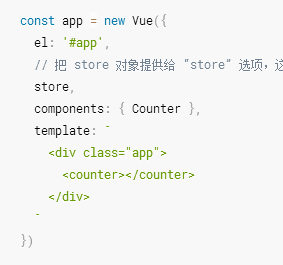 const app = new Vue({
  el: '#app',
  // 把 store 对象提供给 “store” 选项，这
  store,
  components: { Counter },
  template: `
    <div class="app">
      <counter></counter>
    </div>
  `
})